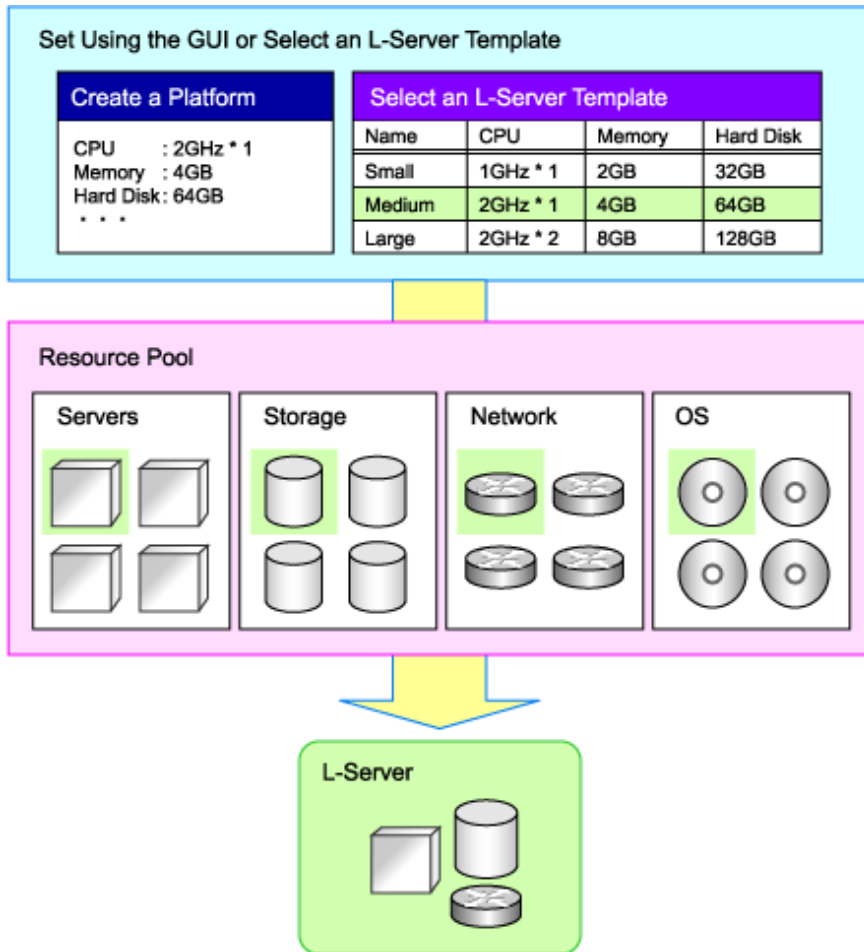 Set Using the GUI or Select an L-Server Template
Create a Platform
CPU : 2GHz * 1
Memory : 4GB
Hard Disk : 64GB
・ ・ ・
Select an L-Server Template
Name CPU Memory Hard Disk
Small 1GHz * 1 2GB 32GB
Medium 2GHz * 1 4GB 64GB
Large 2GHz * 2 8GB 128GB
Resource Pool
Servers Storage Network OS
L-Server